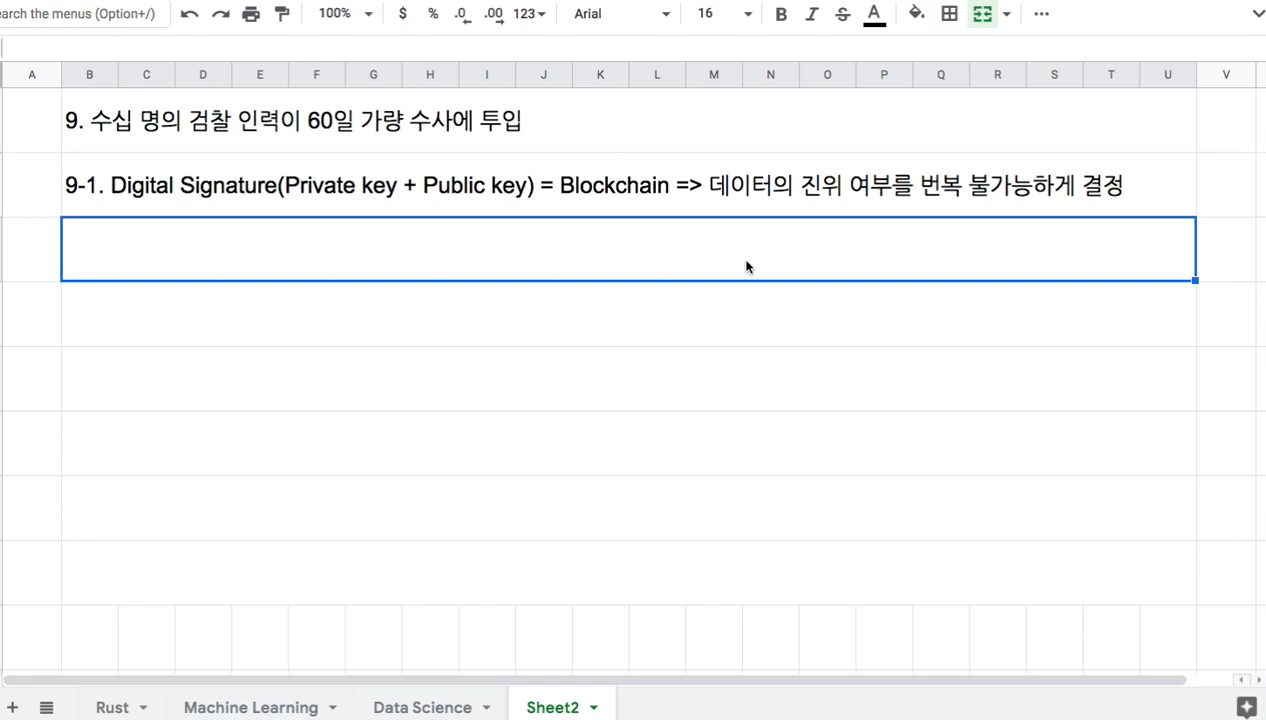 arch the menus (Option+/)
100%
$
%
.0
.00
123
Arial
16
B
I
S
A
A B C D E F G H I J K L M N O P Q R S T U V
9. 수십 명의 검찰 인력이 60일 가량 수사에 투입
9-1. Digital Signature(Private key + Public key) = Blockchain => 데이터의 진위 여부를 번복 불가능하게 결정
+
Rust
Machine Learning
Data Science
Sheet2